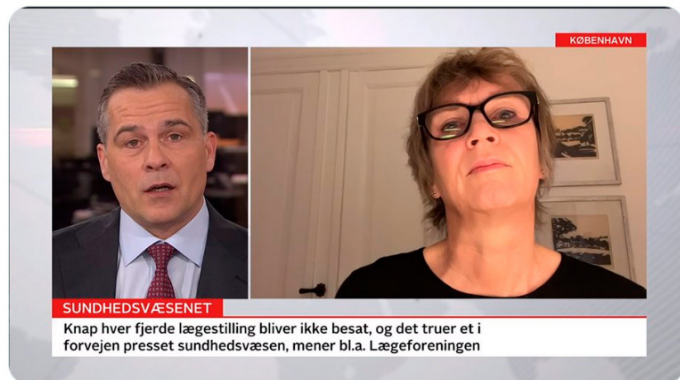 KØBENHAVN
SUNDHEDSVÆSENET
Knap hver fjerde lægestilling bliver ikke besat, og det truer et i
forvejen presset sundhedsvæsen, mener bl.a. Lægeforeningen